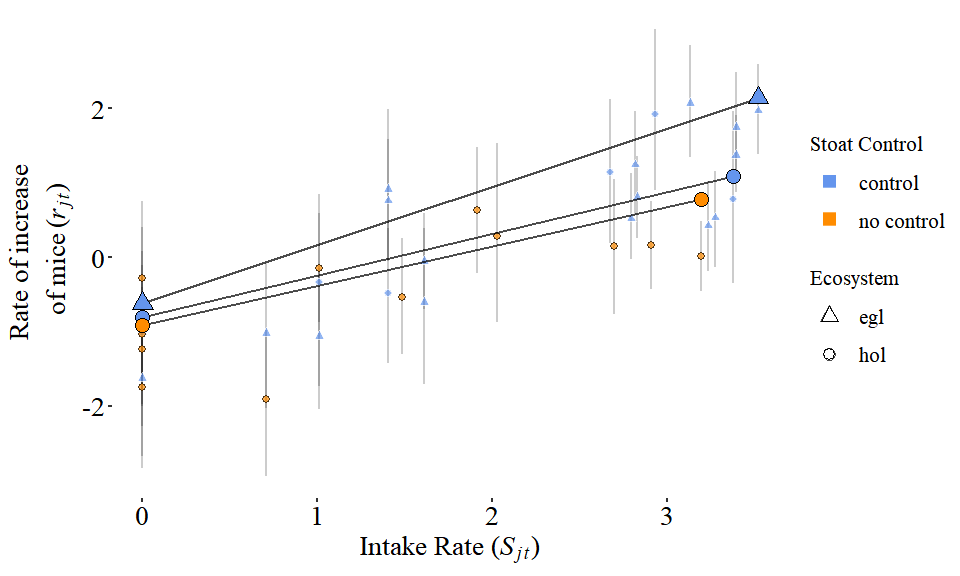 Rate of increase
of mice (r_jt)
2
0
-2
0
1
2
3
Intake Rate (S_jt)
Stoat Control
control
no control
Ecosystem
egl
hol